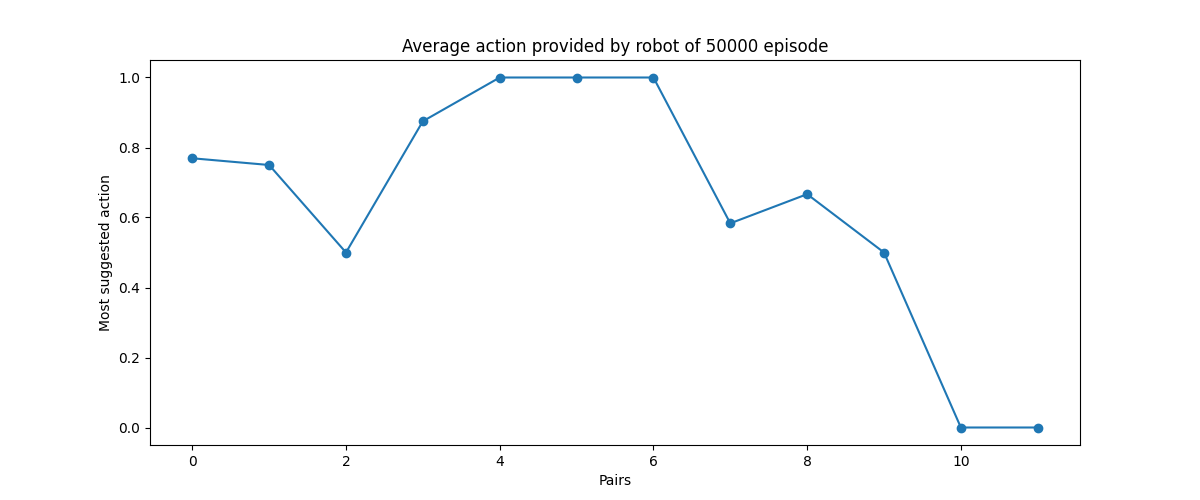 Average action provided by robot of 50000 episode
1.0
0.8
0.6
0.4
0.2
0.0
Most suggested action
0 2 4 6 8 10
Pairs